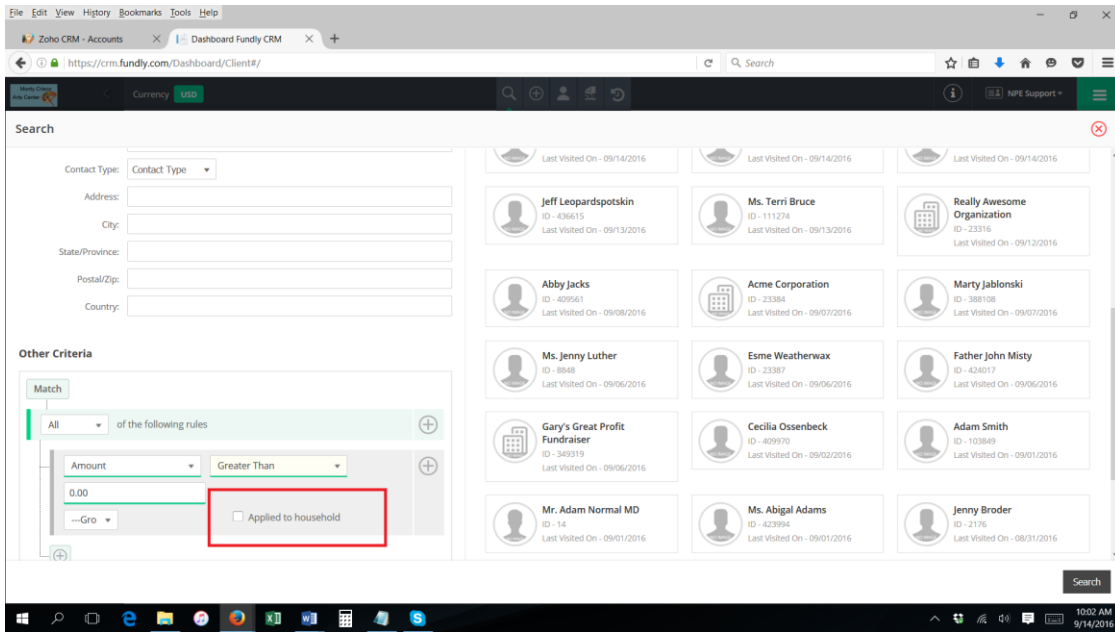 File Edit View History Bookmarks Tools Help
Zoho CRM - Accounts
Dashboard Fundly CRM
https://crm.fundly.com/Dashboard/Client#/
Search
Currency USD
NPE Support
Search
Contact Type: Contact Type
Address:
City:
State/Province:
Postal/Zip:
Country:
Other Criteria
Match
All of the following rules
Amount Greater Than
0.00
---Gro
Applied to household
Last Visited On - 09/14/2016
Last Visited On - 09/14/2016
Last Visited On - 09/14/2016
Jeff Leopardspotskin
ID - 436615
Last Visited On - 09/13/2016
Ms. Terri Bruce
ID - 111274
Last Visited On - 09/13/2016
Really Awesome
Organization
ID - 23316
Last Visited On - 09/12/2016
Abby Jacks
ID - 409561
Last Visited On - 09/08/2016
Acme Corporation
ID - 23384
Last Visited On - 09/07/2016
Marty Jablonski
ID - 388108
Last Visited On - 09/07/2016
Ms. Jenny Luther
ID - 8848
Last Visited On - 09/06/2016
Esme Weatherwax
ID - 23387
Last Visited On - 09/06/2016
Father John Misty
ID - 424017
Last Visited On - 09/06/2016
Gary's Great Profit
Fundraiser
ID - 349319
Last Visited On - 09/06/2016
Cecilia Ossenbeck
ID - 409970
Last Visited On - 09/02/2016
Adam Smith
ID - 103849
Last Visited On - 09/01/2016
Mr. Adam Normal MD
ID - 14
Last Visited On - 09/01/2016
Ms. Abigal Adams
ID - 423994
Last Visited On - 09/01/2016
Jenny Broder
ID - 2176
Last Visited On - 08/31/2016
Search
10:02 AM
9/14/2016